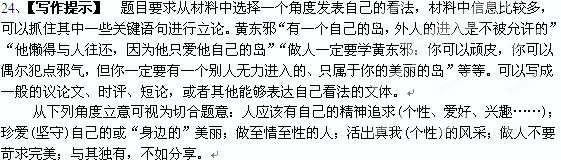 24、【写作提示】 题目要求从材料中选择一个角度发表自己的看法，材料中信息比较多，
可以抓住其中一些关键语句进行立论。黄东邪“有一个自己的岛，外人的进入是不被允许的”
“他懒得与人往还，因为他只爱他自己的岛”“做人一定要学黄东邪：你可以顽皮，你可以
偶尔犯点邪气，但你一定要有一个别人无力进入的、只属于你的美丽的岛”等等。可以写成
一般的议论文、时评、短论，或者其他能够表达自己看法的文体。
从下列角度立意可视为切合题意：人应该有自己的精神追求(个性、爱好、兴趣……)；
珍爱(坚守)自己的或“身边的”美丽；做至情至性的人；活出真我(个性)的风采；做人不要
苛求完美；与其独有，不如分享。